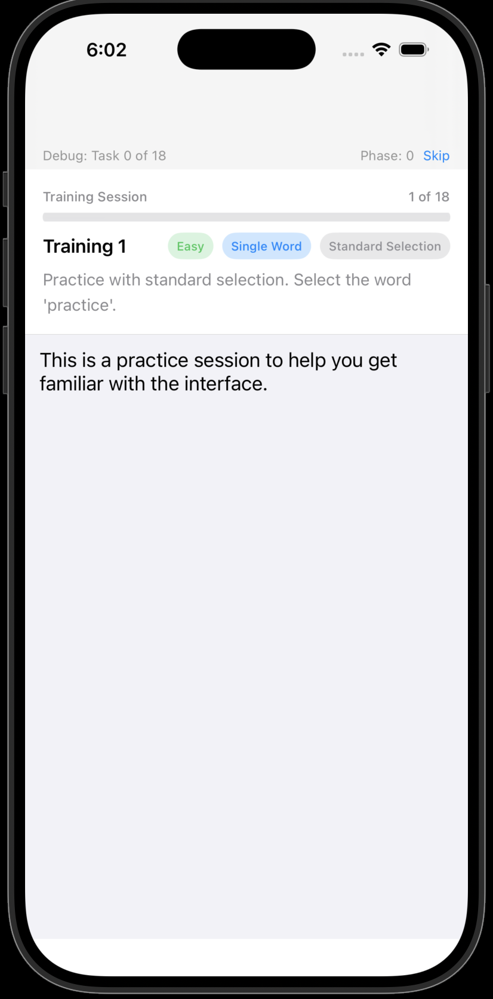 6:02
Debug: Task 0 of 18 Phase: 0 Skip
Training Session 1 of 18
Training 1 Easy Single Word Standard Selection
Practice with standard selection. Select the word
'practice'.
This is a practice session to help you get
familiar with the interface.